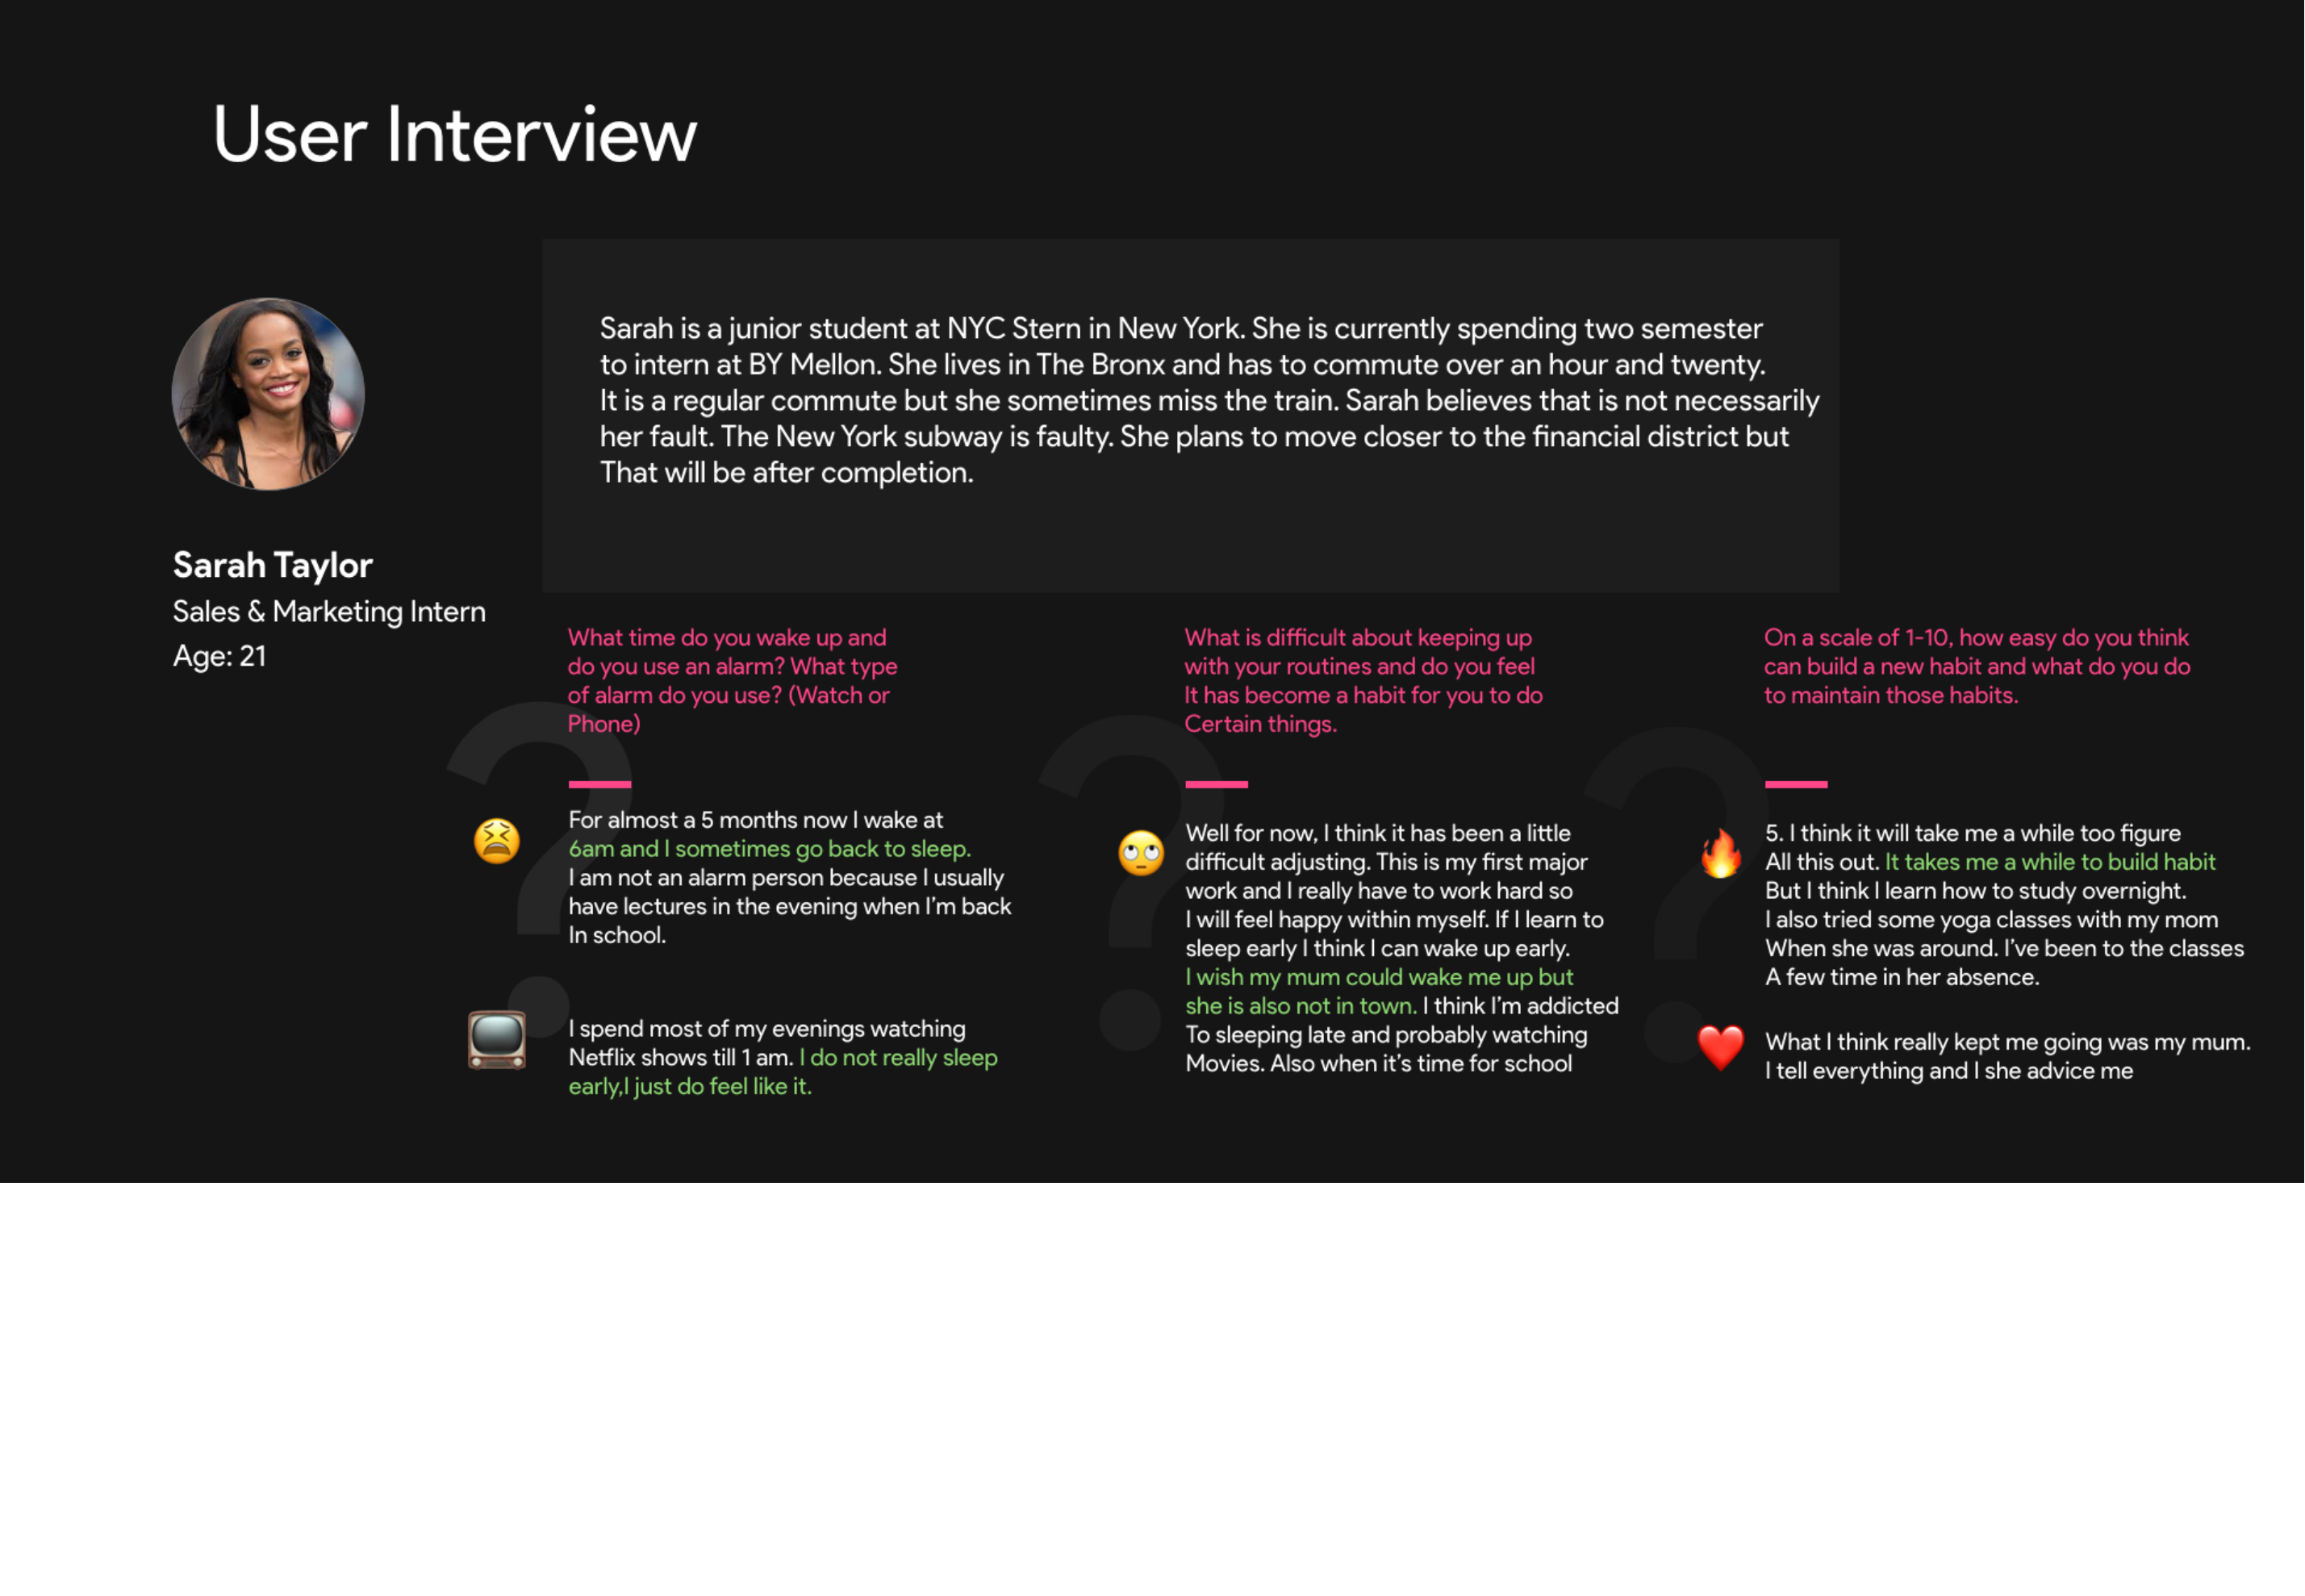 User Interview
Sarah is a junior student at NYC Stern in New York. She is currently spending two semester
to intern at BY Mellon. She lives in The Bronx and has to commute over an hour and twenty.
It is a regular commute but she sometimes miss the train. Sarah believes that is not necessarily
her fault. The New York subway is faulty. She plans to move closer to the financial district but
That will be after completion.
Sarah Taylor
Sales & Marketing Intern
Age: 21
What time do you wake up and
do you use an alarm? What type
of alarm do you use? (Watch or
Phone)
For almost a 5 months now I wake at
6am and I sometimes go back to sleep.
I am not an alarm person because I usually
have lectures in the evening when I'm back
In school.
I spend most of my evenings watching
Netflix shows till 1 am. I do not really sleep
early,I just do feel like it.
What is difficult about keeping up
with your routines and do you feel
It has become a habit for you to do
Certain things.
Well for now, I think it has been a little
difficult adjusting. This is my first major
work and I really have to work hard so
I will feel happy within myself. If I learn to
sleep early I think I can wake up early.
I wish my mum could wake me up but
she is also not in town. I think I'm addicted
To sleeping late and probably watching
Movies. Also when it's time for school
On a scale of 1-10, how easy do you think
can build a new habit and what do you do
to maintain those habits.
5. I think it will take me a while too figure
All this out. It takes me a while to build habit
But I think I learn how to study overnight.
I also tried some yoga classes with my mom
When she was around. I've been to the classes
A few time in her absence.
What I think really kept me going was my mum.
I tell everything and I she advice me